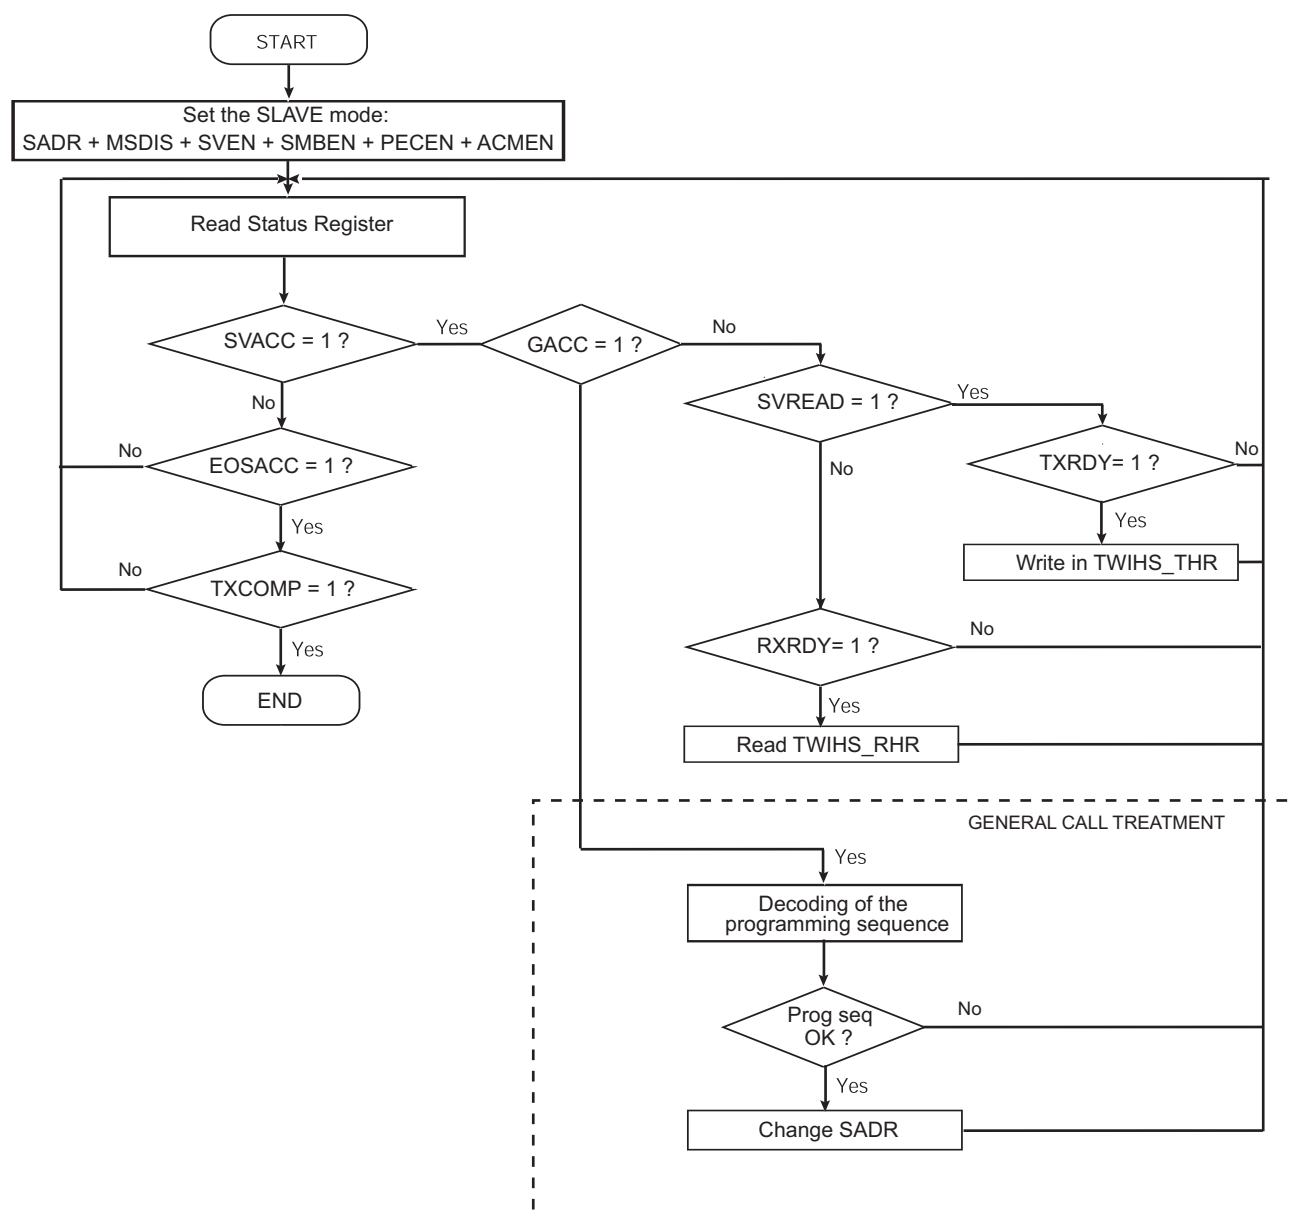 START
Set the SLAVE mode:
SADR + MSDIS + SVEN + SMBEN + PECEN + ACMEN
Read Status Register
SVACC = 1 ?
Yes
GACC = 1 ?
No
SVREAD = 1 ?
Yes
No
EOSACC = 1 ?
No
TXRDY= 1 ?
No
No
Yes
Yes
Write in TWIHS_THR
TXCOMP = 1 ?
No
RXRDY= 1 ?
No
Yes
END
Yes
Read TWIHS_RHR
GENERAL CALL TREATMENT
Yes
Decoding of the
programming sequence
Prog seq
OK ?
No
Yes
Change SADR